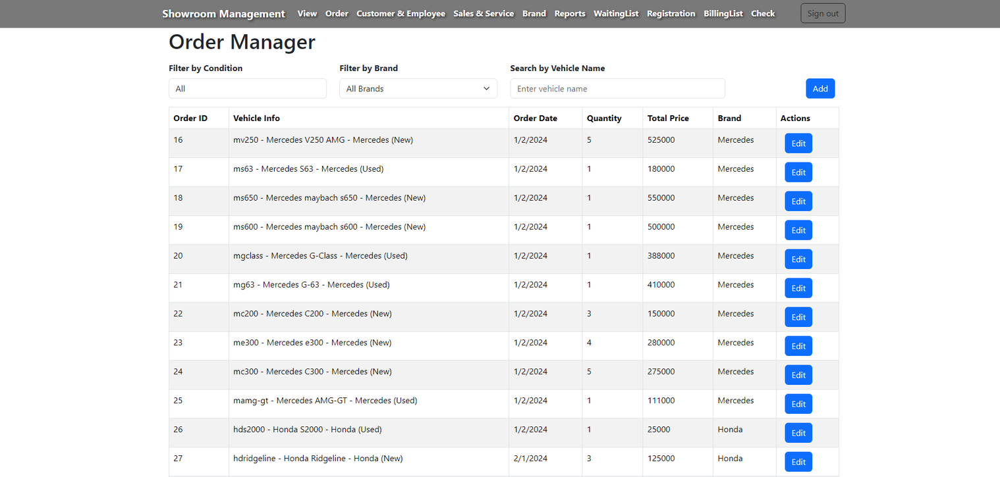 Showroom Management View Order Customer & Employee Sales & Service Brand Reports WaitingList Registration BillingList Check Sign out
Order Manager
Filter by Condition Filter by Brand Search by Vehicle Name
All All Brands Enter vehicle name Add
Order ID Vehicle Info Order Date Quantity Total Price Brand Actions
16 mv250 - Mercedes V250 AMG - Mercedes (New) 1/2/2024 5 525000 Mercedes Edit
17 ms63 - Mercedes S63 - Mercedes (Used) 1/2/2024 1 180000 Mercedes Edit
18 ms650 - Mercedes maybach s650 - Mercedes (New) 1/2/2024 1 550000 Mercedes Edit
19 ms600 - Mercedes maybach s600 - Mercedes (New) 1/2/2024 1 500000 Mercedes Edit
20 mgclass - Mercedes G-Class - Mercedes (Used) 1/2/2024 1 388000 Mercedes Edit
21 mg63 - Mercedes G-63 - Mercedes (Used) 1/2/2024 1 410000 Mercedes Edit
22 mc200 - Mercedes C200 - Mercedes (New) 1/2/2024 3 150000 Mercedes Edit
23 me300 - Mercedes e300 - Mercedes (New) 1/2/2024 4 280000 Mercedes Edit
24 mc300 - Mercedes C300 - Mercedes (New) 1/2/2024 5 275000 Mercedes Edit
25 mamg-gt - Mercedes AMG-GT - Mercedes (Used) 1/2/2024 1 111000 Mercedes Edit
26 hds2000 - Honda S2000 - Honda (Used) 1/2/2024 1 25000 Honda Edit
27 hdridgeline - Honda Ridgeline - Honda (New) 2/1/2024 3 125000 Honda Edit